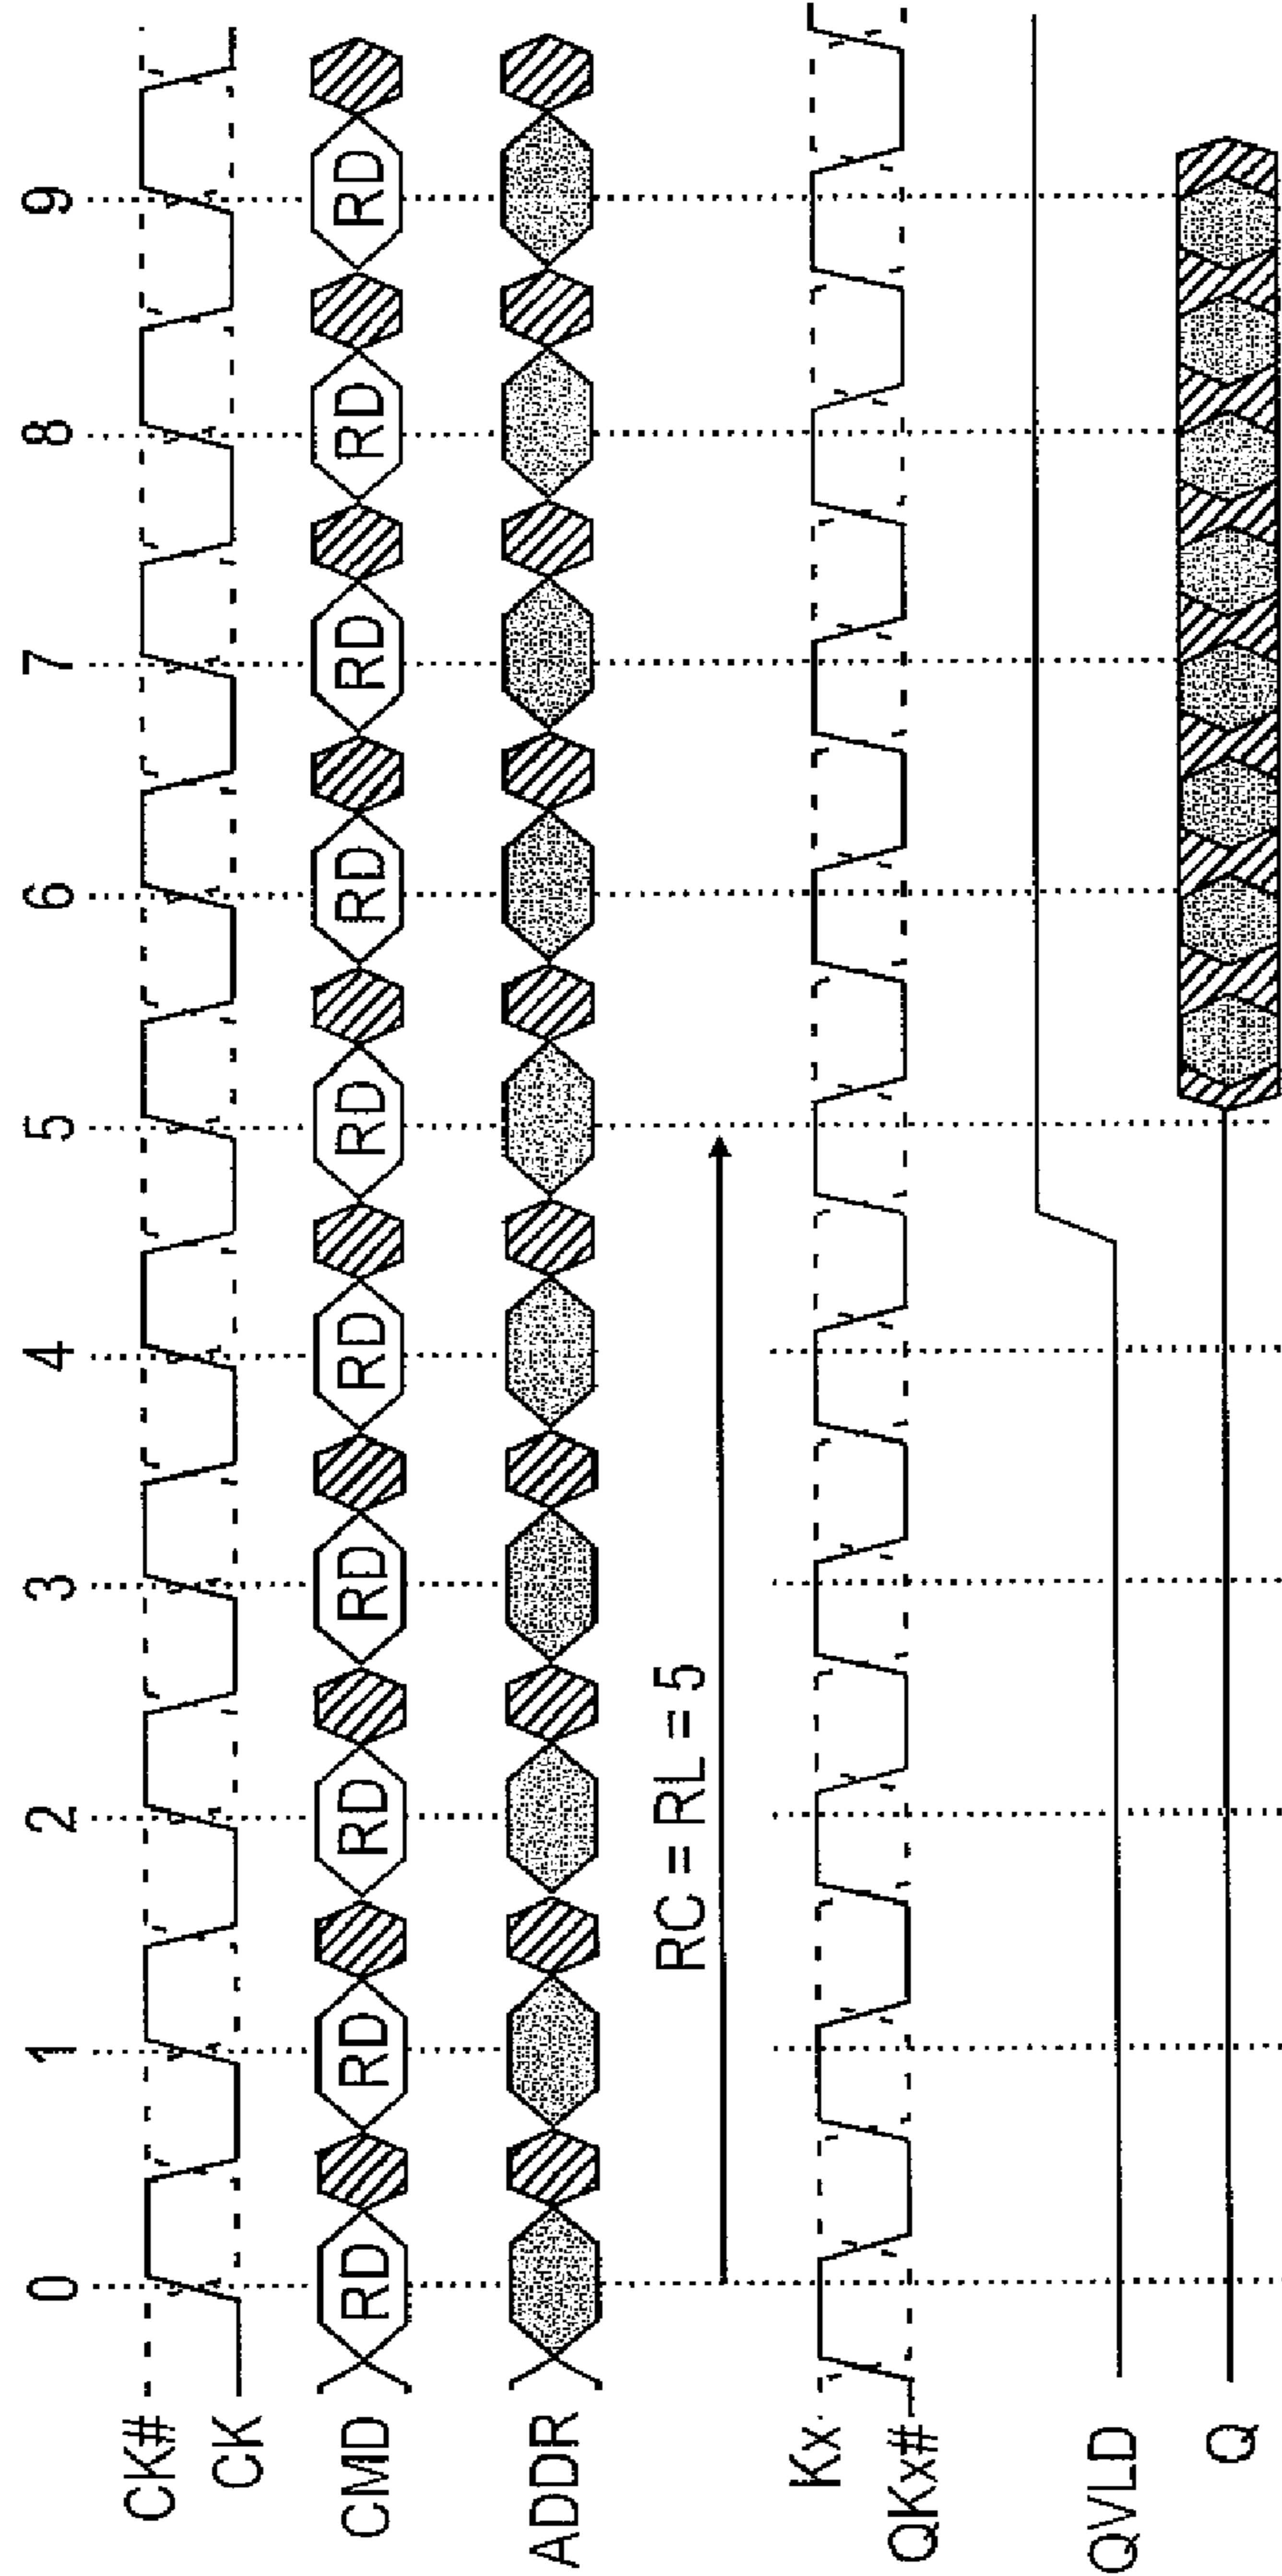 0 1 2 3 4 5 6 7 8 9
CK#
CK
CMD RD RD RD RD RD RD RD RD RD RD
ADDR
RC = RL = 5
Kx
QKx#
QVLD
Q